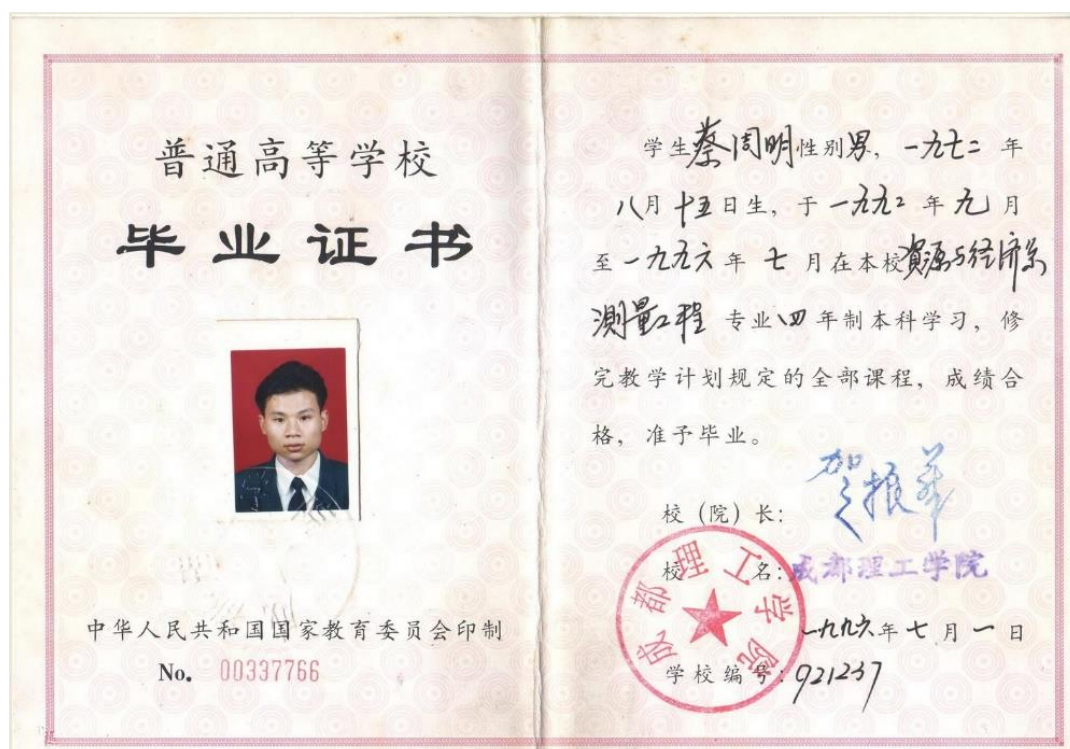 普通高等学校
毕业证书
中华人民共和国国家教育委员会印制
No. 00337766
学生蔡周明性别男，一九七二年
八月十五日生，于一九九二年九月
至一九九六年七月在本校資源与经济系
测量工程专业四年制本科学习，修
完教学计划规定的全部课程，成绩合
格，准予毕业。
校（院）长：贺振华
校名：成都理工学院
成都理工学院
一九九六年七月一日
学校编号：921237